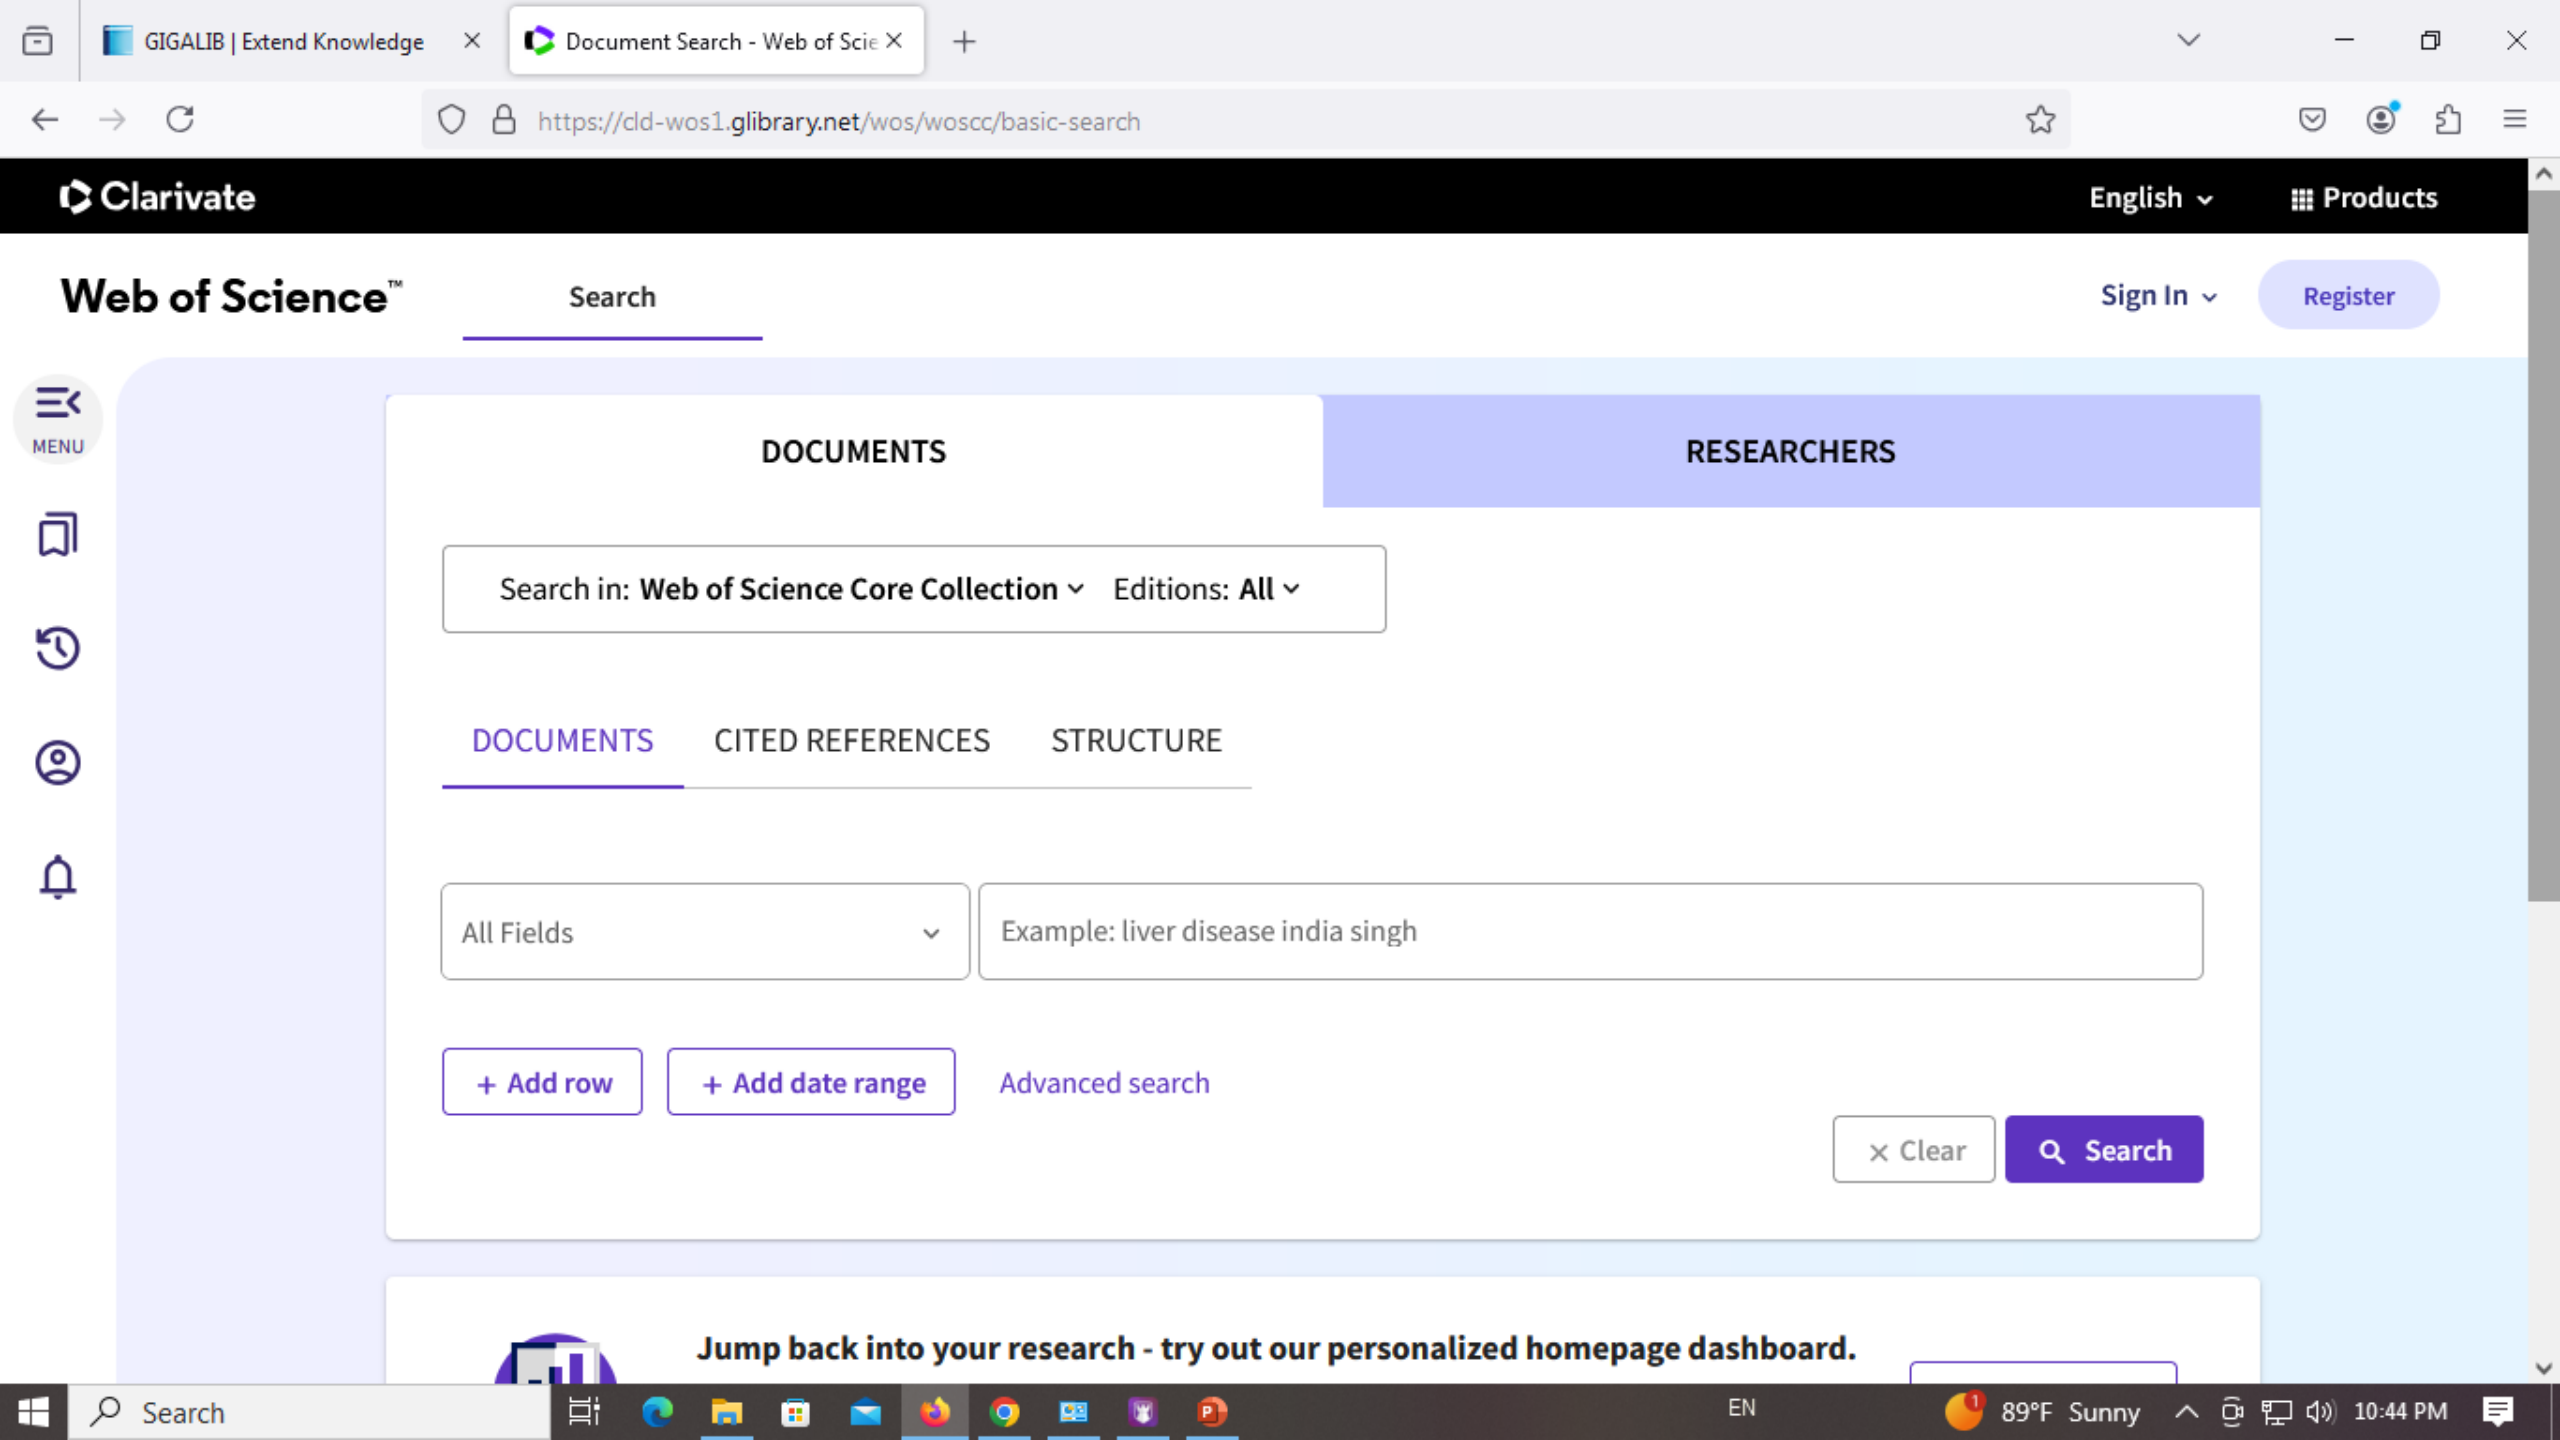 GIGALIB | Extend Knowledge
Document Search - Web of Scie
https://cld-wos1.glibrary.net/wos/woscc/basic-search
Clarivate
English
Products
Web of Science™
Search
Sign In
Register
MENU
DOCUMENTS
RESEARCHERS
Search in: Web of Science Core Collection Editions: All
DOCUMENTS CITED REFERENCES STRUCTURE
All Fields
Example: liver disease india singh
+ Add row
+ Add date range
Advanced search
× Clear
Search
Jump back into your research - try out our personalized homepage dashboard.
Search
EN
1
89°F Sunny
10:44 PM